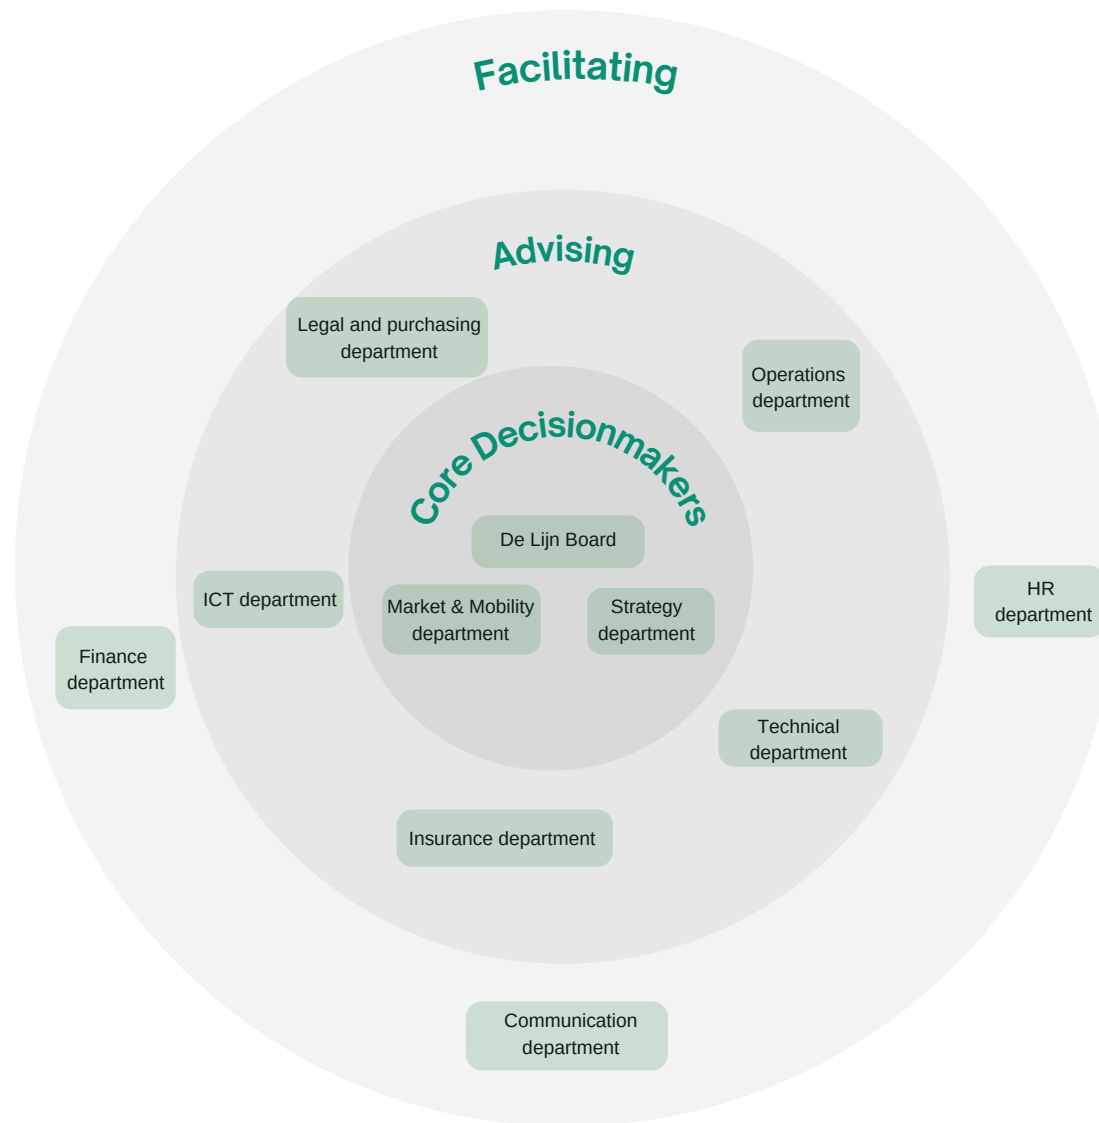 Facilitating
Advising
Legal and purchasing
department
Operations
department
Core Decisionmakers
De Lijn Board
ICT department
Market & Mobility
department
Strategy
department
HR
department
Finance
department
Technical
department
Insurance department
Communication
department